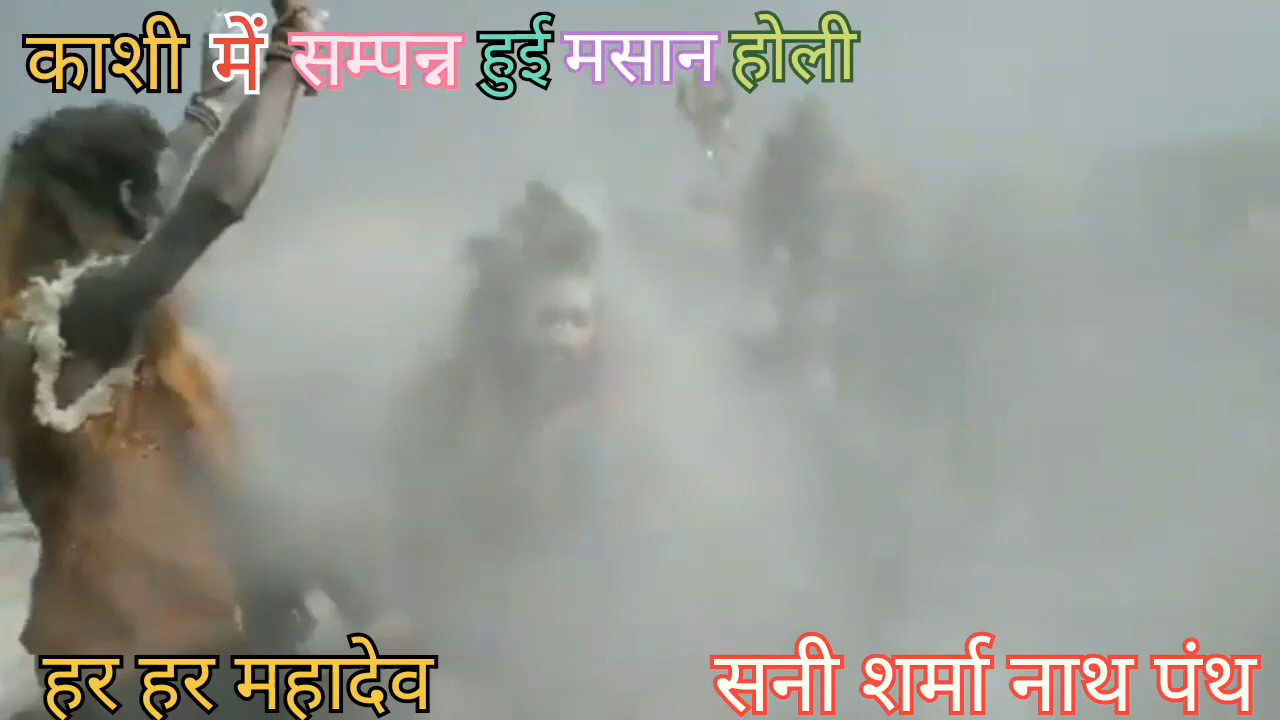 काशी में सम्पन्न हुई मसान होली
हर हर महादेव
सनी शर्मा नाथ पंथ